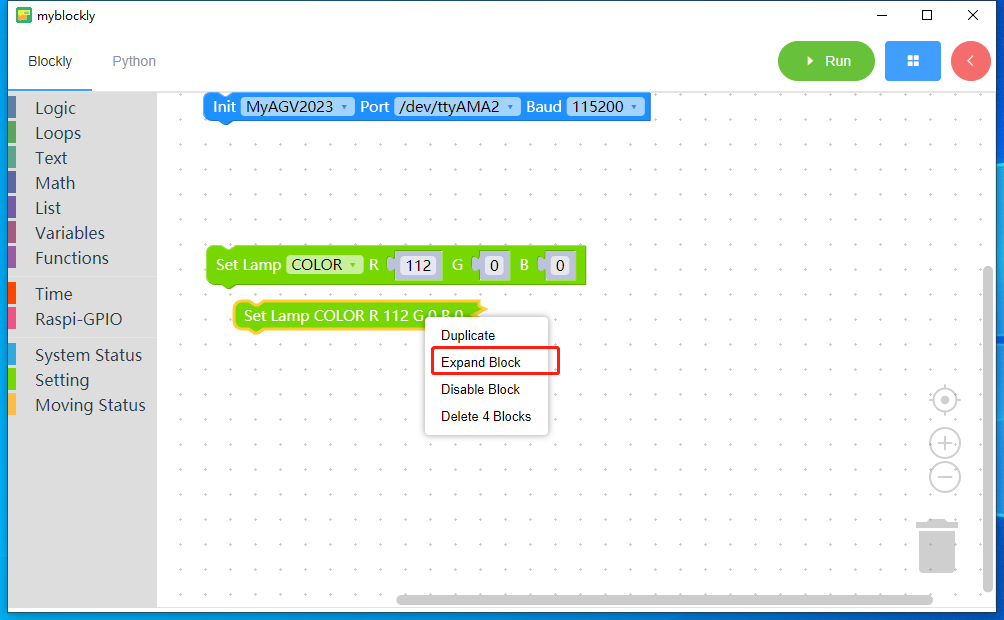 myblockly
Blockly Python
Run
Logic
Loops
Text
Math
List
Variables
Functions
Time
Raspi-GPIO
System Status
Setting
Moving Status
Init MyAGV2023 Port /dev/ttyAMA2 Baud 115200
Set Lamp COLOR R 112 G 0 B 0
Set Lamp COLOR R 112 G 0 B 0
Duplicate
Expand Block
Disable Block
Delete 4 Blocks